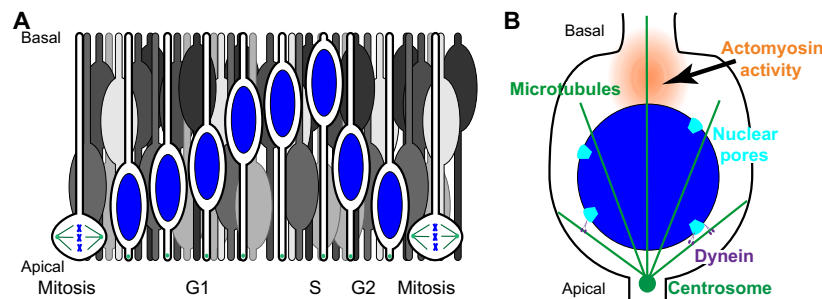 A
Basal
Apical
Mitosis
G1
S
G2
Mitosis
B
Basal
Actomyosin
activity
Microtubules
Nuclear
pores
Dynein
Apical
Centrosome